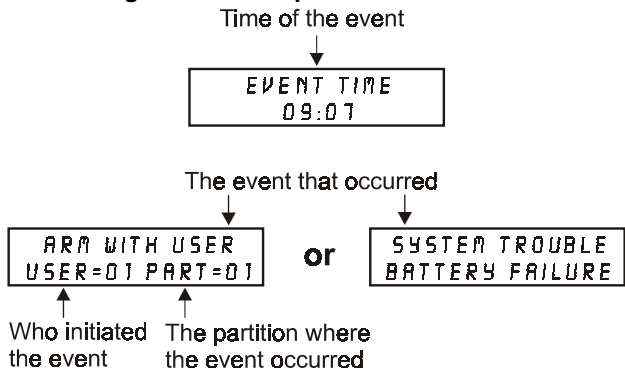 Time of the event
EVENT TIME
09:07
The event that occurred
ARM WITH USER
USER=01 PART=01
or
SYSTEM TROUBLE
BATTERY FAILURE
Who initiated
the event
The partition where
the event occurred